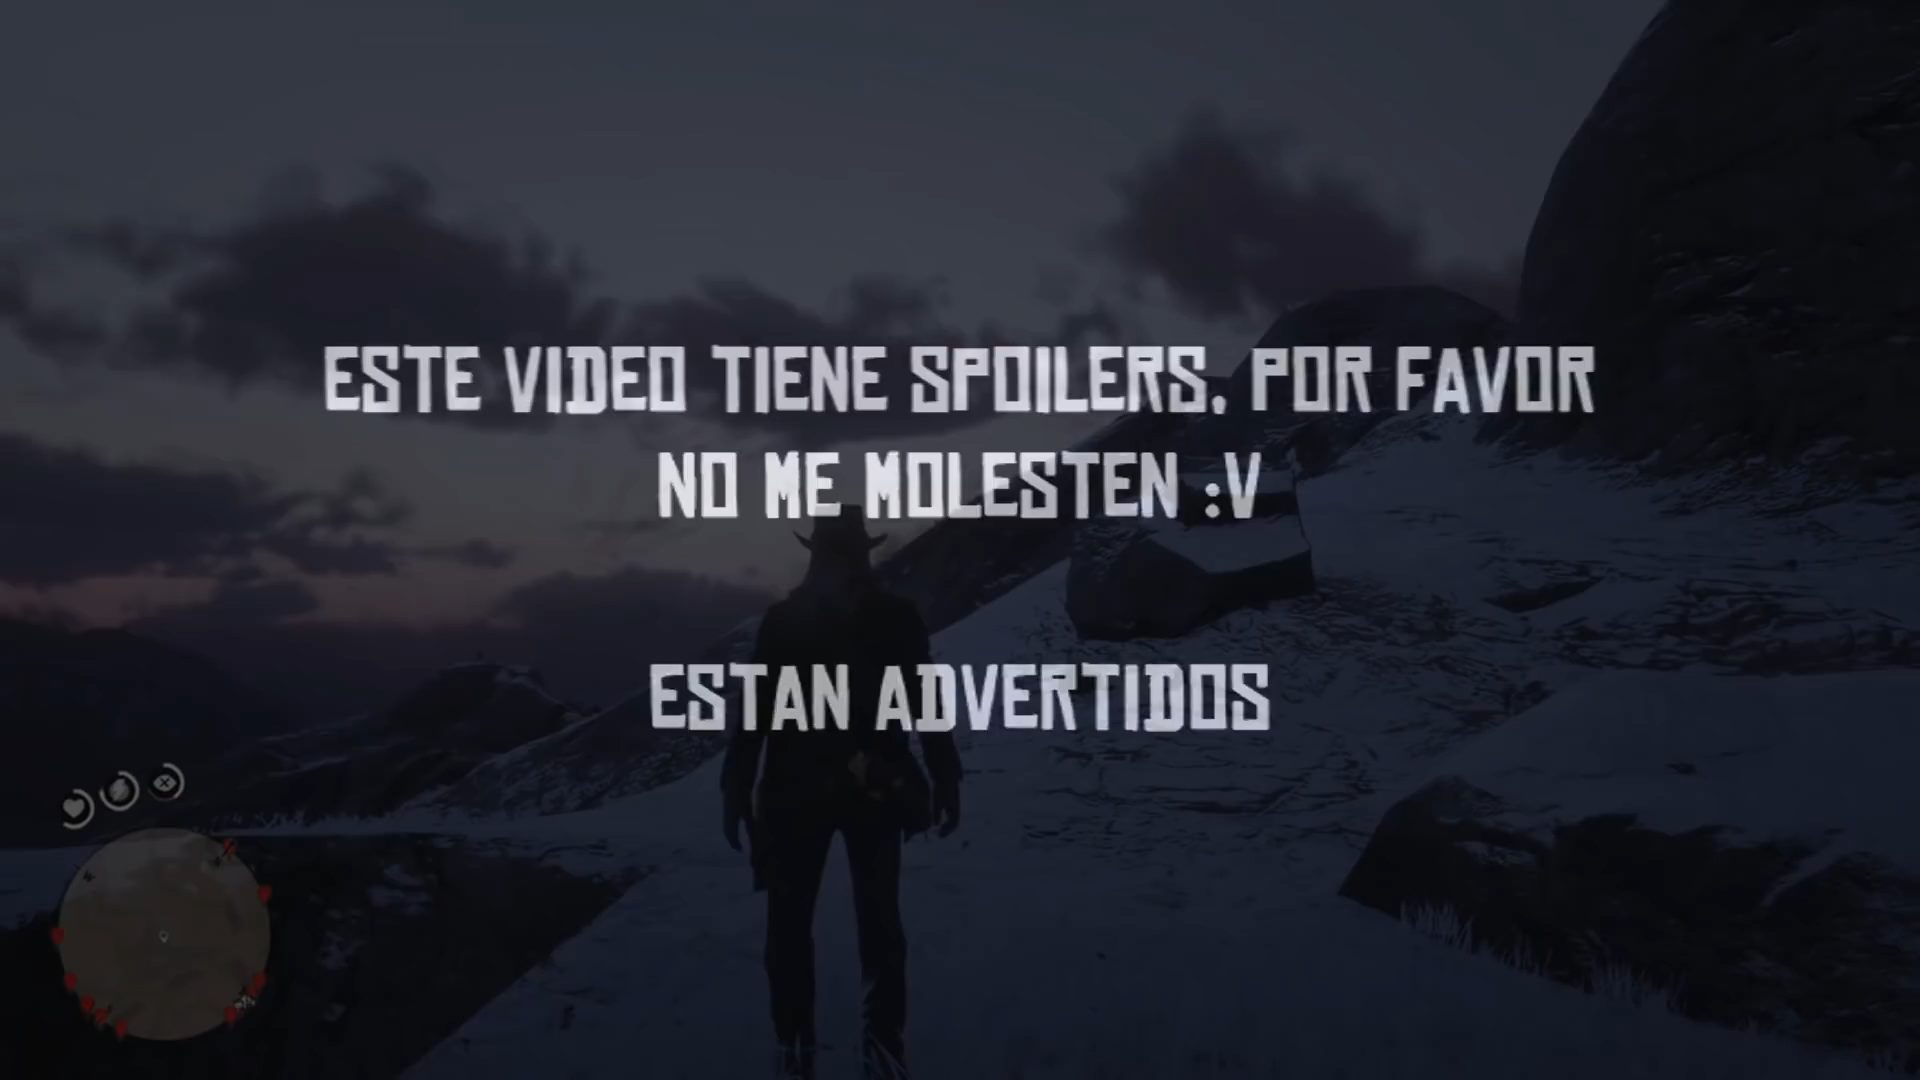 ESTE VIDEO TIENE SPOILERS, POR FAVOR
NO ME MOLESTEN :V
ESTAN ADVERTIDOS
W